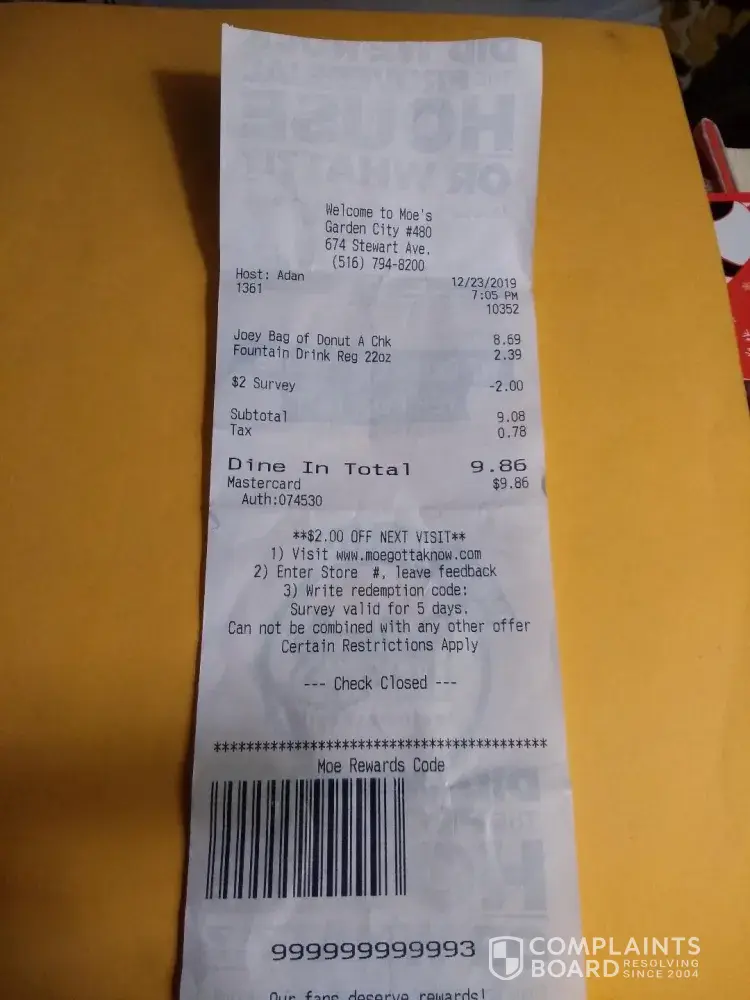 Welcome to Moe's
Garden City #480
674 Stewart Ave.
(516) 794-8200
Host: Adan 12/23/2019
1361 7:05 PM
10352
Joey Bag of Donut A Chk 8.69
Fountain Drink Reg 22oz 2.39
$2 Survey -2.00
Subtotal 9.08
Tax 0.78
Dine In Total 9.86
Mastercard $9.86
Auth:074530
**$2.00 OFF NEXT VISIT**
1) Visit www.moegottaknow.com
2) Enter Store #, leave feedback
3) Write redemption code:
Survey valid for 5 days.
Can not be combined with any other offer
Certain Restrictions Apply
--- Check Closed ---
*****************************************
Moe Rewards Code
999999999993
Our fans deserve rewards!
COMPLAINTS
BOARD RESOLVING
SINCE 2004